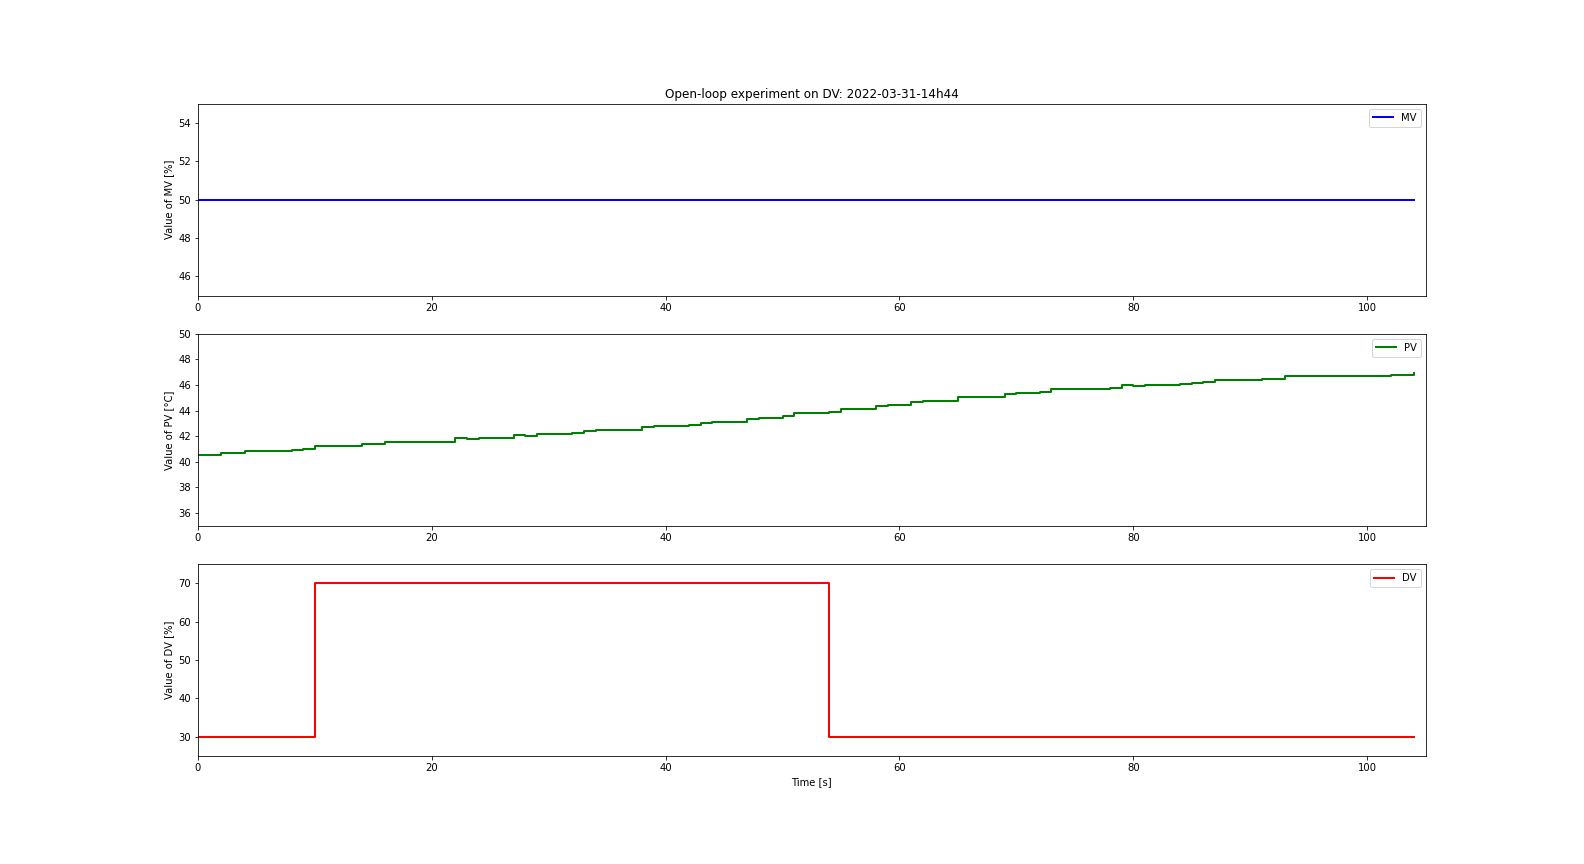 Open-loop experiment on DV: 2022-03-31-14h44
MV
Value of MV [%]
54
52
50
48
46
0 20 40 60 80 100
PV
Value of PV [°C]
50
48
46
44
42
40
38
36
0 20 40 60 80 100
DV
Value of DV [%]
70
60
50
40
30
0 20 40 60 80 100
Time [s]